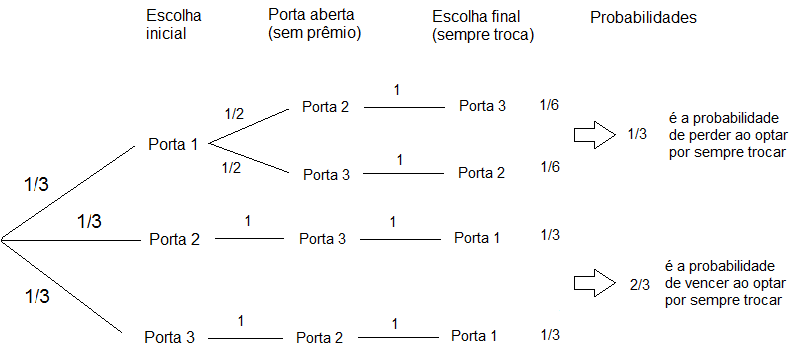 Escolha
inicial
Porta aberta
(sem prêmio)
Escolha final
(sempre troca)
Probabilidades
1/3
Porta 1
1/2
Porta 2
1
Porta 3
1/6
1/2
Porta 3
1
Porta 2
1/6
1/3
é a probabilidade
de perder ao optar
por sempre trocar
1/3
Porta 2
1
Porta 3
1
Porta 1
1/3
1/3
Porta 3
1
Porta 2
1
Porta 1
1/3
2/3
é a probabilidade
de vencer ao optar
por sempre trocar